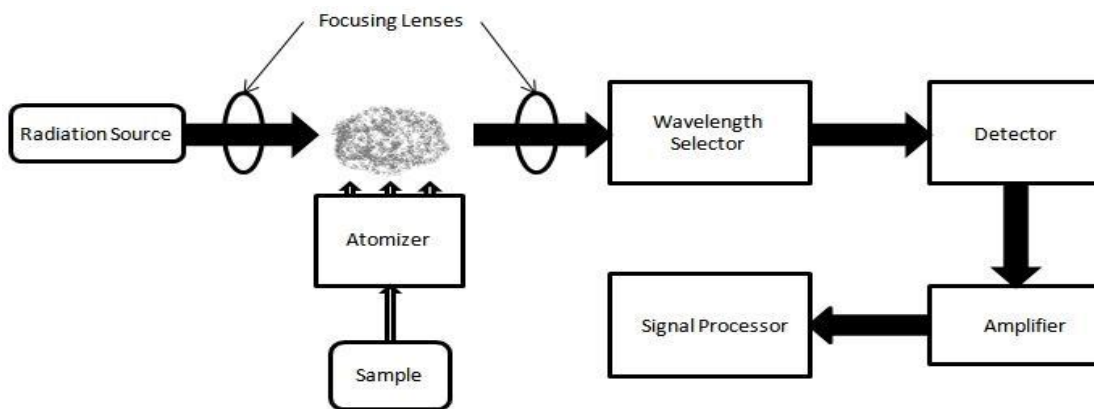 Focusing Lenses
Radiation Source
Wavelength
Selector
Detector
Atomizer
Signal Processor
Amplifier
Sample